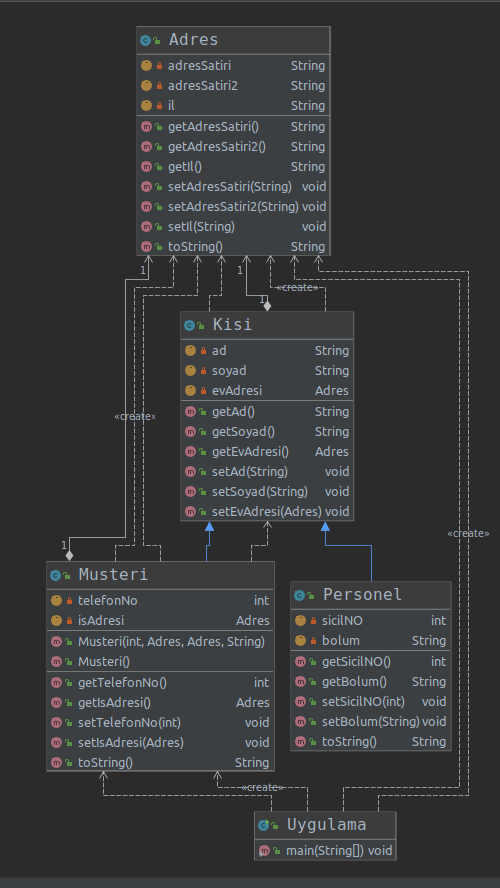 Adres
adresSatiri String
adresSatiri2 String
il String
getAdresSatiri() String
getAdresSatiri2() String
getIl() String
setAdresSatiri(String) void
setAdresSatiri2(String) void
setIl(String) void
toString() String
1
1
«create»
1
Kisi
ad String
soyad String
evAdresi Adres
getAd() String
getSoyad() String
getEvAdresi() Adres
setAd(String) void
setSoyad(String) void
setEvAdresi(Adres) void
«create»
«create»
1
Musteri
telefonNo int
isAdresi Adres
Musteri(int, Adres, Adres, String)
Musteri()
getTelefonNo() int
getIsAdresi() Adres
setTelefonNo(int) void
setIsAdresi(Adres) void
toString() String
Personel
sicilNO int
bolum String
getSicilNO() int
getBolum() String
setSicilNO(int) void
setBolum(String) void
toString() String
«create»
Uygulama
main(String[]) void